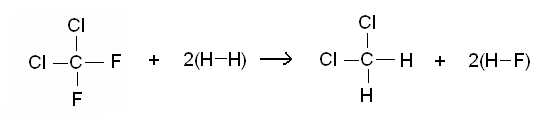 Cl Cl
Cl – C – F + 2(H–H) → Cl – C – H + 2(H–F)
F H